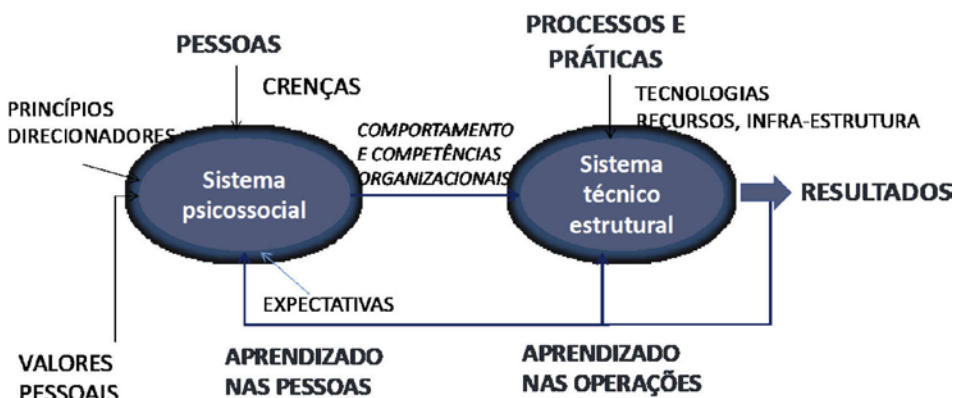 PESSOAS
CRENÇAS
PRINCÍPIOS
DIRECIONADORES
Sistema
psicossocial
VALORES
PESSOAIS
EXPECTATIVAS
APRENDIZADO
NAS PESSOAS
COMPORTAMENTO
E COMPETÊNCIAS
ORGANIZACIONAIS
PROCESSOS E
PRÁTICAS
TECNOLOGIAS
RECURSOS, INFRA-ESTRUTURA
Sistema
técnico
estrutural
RESULTADOS
APRENDIZADO
NAS OPERAÇÕES